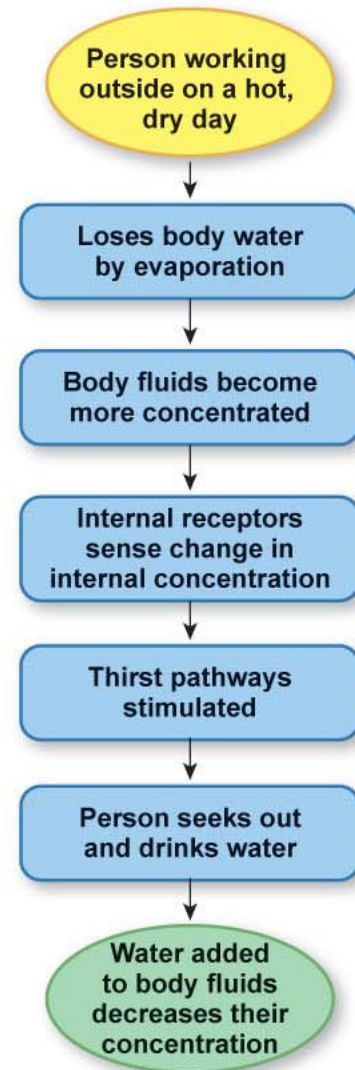 Person working
outside on a hot,
dry day
Loses body water
by evaporation
Body fluids become
more concentrated
Internal receptors
sense change in
internal concentration
Thirst pathways
stimulated
Person seeks out
and drinks water
Water added
to body fluids
decreases their
concentration